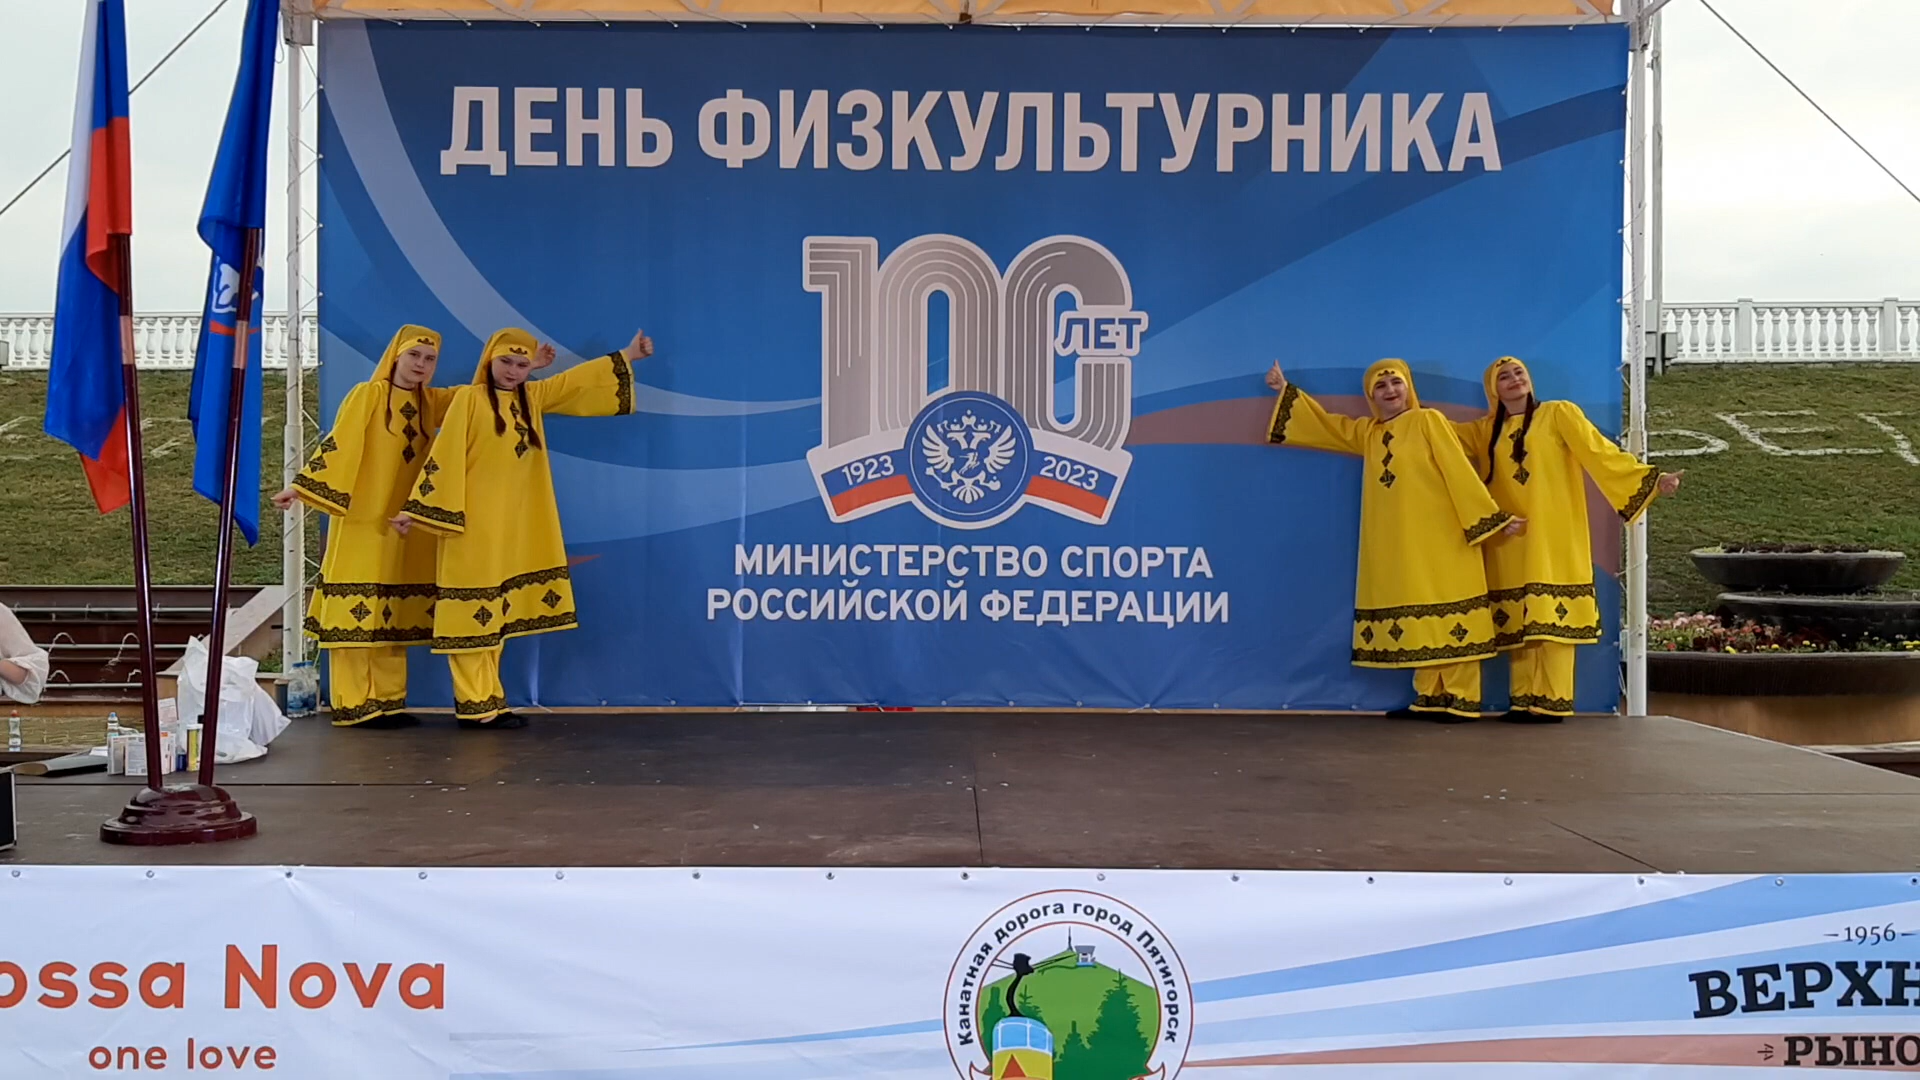 ДЕНЬ ФИЗКУЛЬТУРНИКА
100
ЛЕТ
1923
2023
МИНИСТЕРСТВО СПОРТА
РОССИЙСКОЙ ФЕДЕРАЦИИ
ossa Nova
one love
Канатная дорога город Пятигорск
1956
ВЕРХН
РЫНО